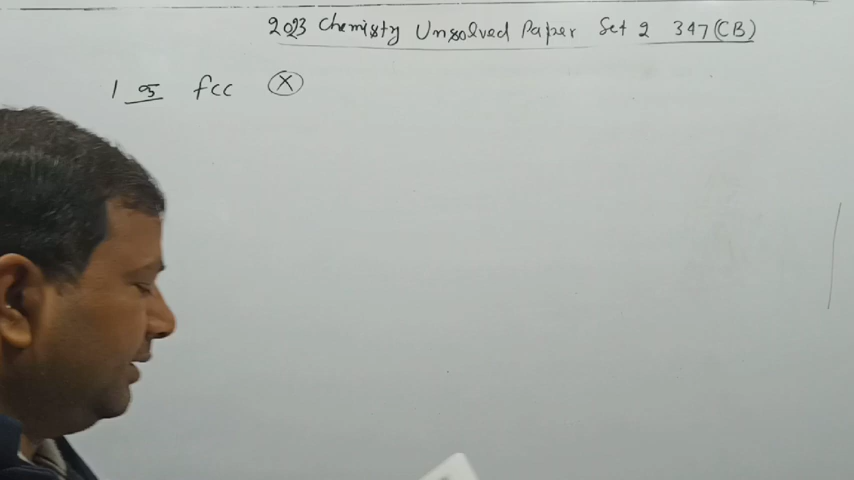 2023 Chemistry Unsolved Paper Set 2 347(CB)
1 क fcc X